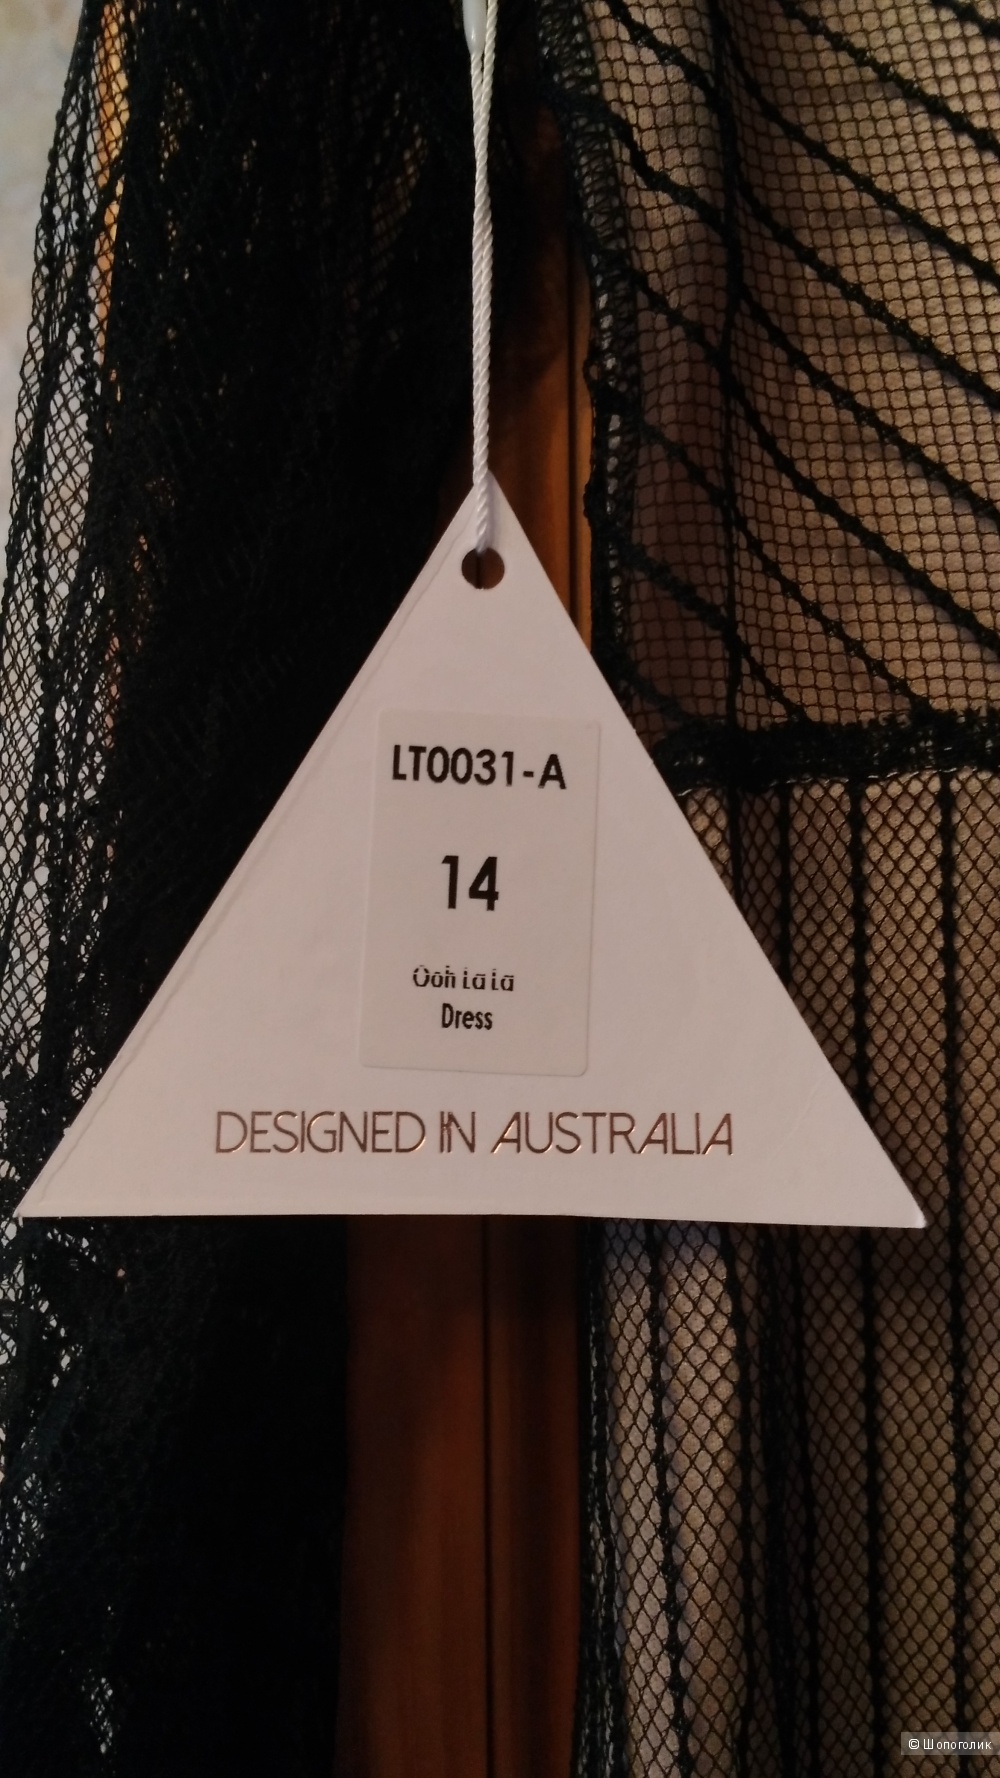 LT0031-A
14
Ooh La La
Dress
DESIGNED IN AUSTRALIA
© Шопоголик